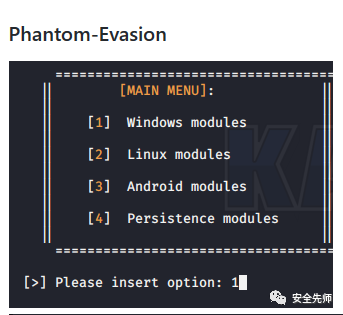 Phantom-Evasion
==================================
|| [MAIN MENU]: ||
[1] Windows modules
[2] Linux modules
[3] Android modules
[4] Persistence modules
==================================
[>] Please insert option: 1
安全先师